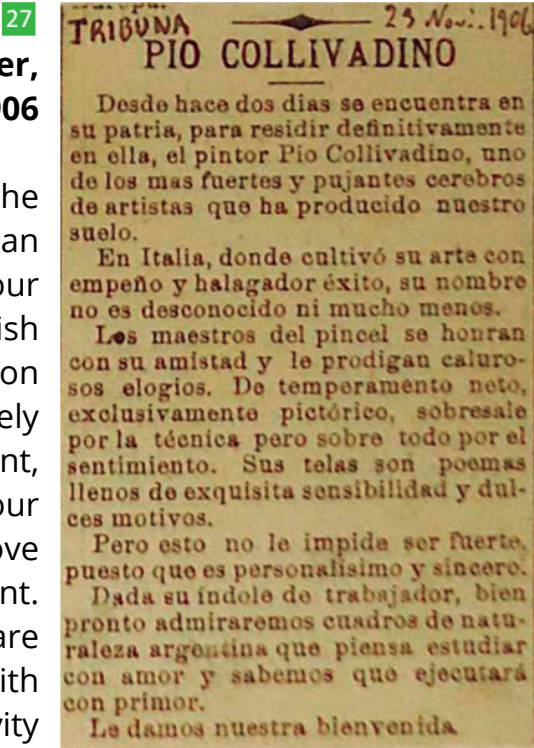 27
er,
906
the
an
our
ish
on
ely
nt,
our
ove
nt.
are
ith
vity
TRIBUNA
23 Nov. 1906
PIO COLLIVADINO
Desde hace dos dias se encuentra en
su patria, para residir definitivamente
en ella, el pintor Pio Collivadino, uno
de los mas fuertes y pujantes cerebros
de artistas que ha producido nuestro
suelo.
En Italia, donde cultivó su arte con
empeño y halagador éxito, su nombre
no es desconocido ni mucho menos.
Los maestros del pincel se honran
con su amistad y le prodigan caluro-
sos elogios. De temperamento neto,
exclusivamente pictórico, sobresale
por la técnica pero sobre todo por el
sentimiento. Sus telas son poemas
llenos de exquisita sensibilidad y dul-
ces motivos.
Pero esto no le impide ser fuerte,
puesto que es personalísimo y sincero.
Dada su índole de trabajador, bien
pronto admiraremos cuadros de natu-
raleza argentina que piensa estudiar
con amor y sabemos que ejecutará
con primor.
Le damos nuestra bienvenida